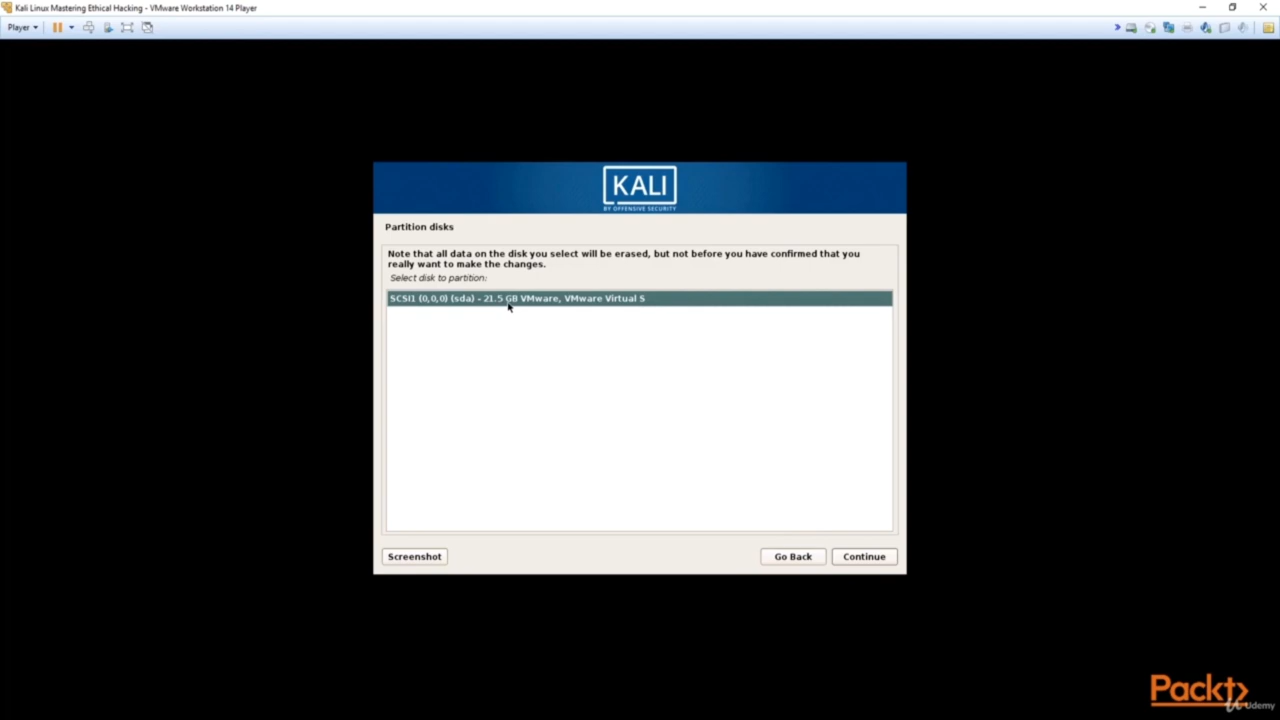 Kali Linux Mastering Ethical Hacking - VMware Workstation 14 Player
Player
KALI
BY OFFENSIVE SECURITY
Partition disks
Note that all data on the disk you select will be erased, but not before you have confirmed that you
really want to make the changes.
Select disk to partition:
SCSI1 (0,0,0) (sda) - 21.5 GB VMware, VMware Virtual S
Screenshot
Go Back
Continue
Packt
Udemy